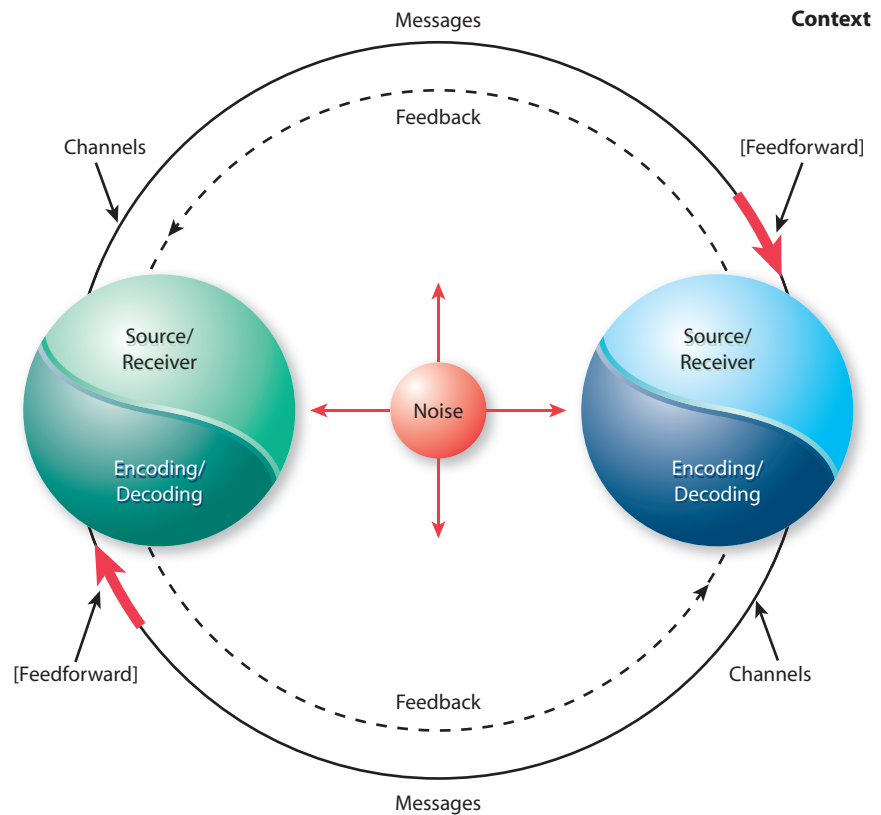 Messages
Context
Feedback
Channels
[Feedforward]
Source/
Receiver
Encoding/
Decoding
Noise
Source/
Receiver
Encoding/
Decoding
[Feedforward]
Channels
Feedback
Messages